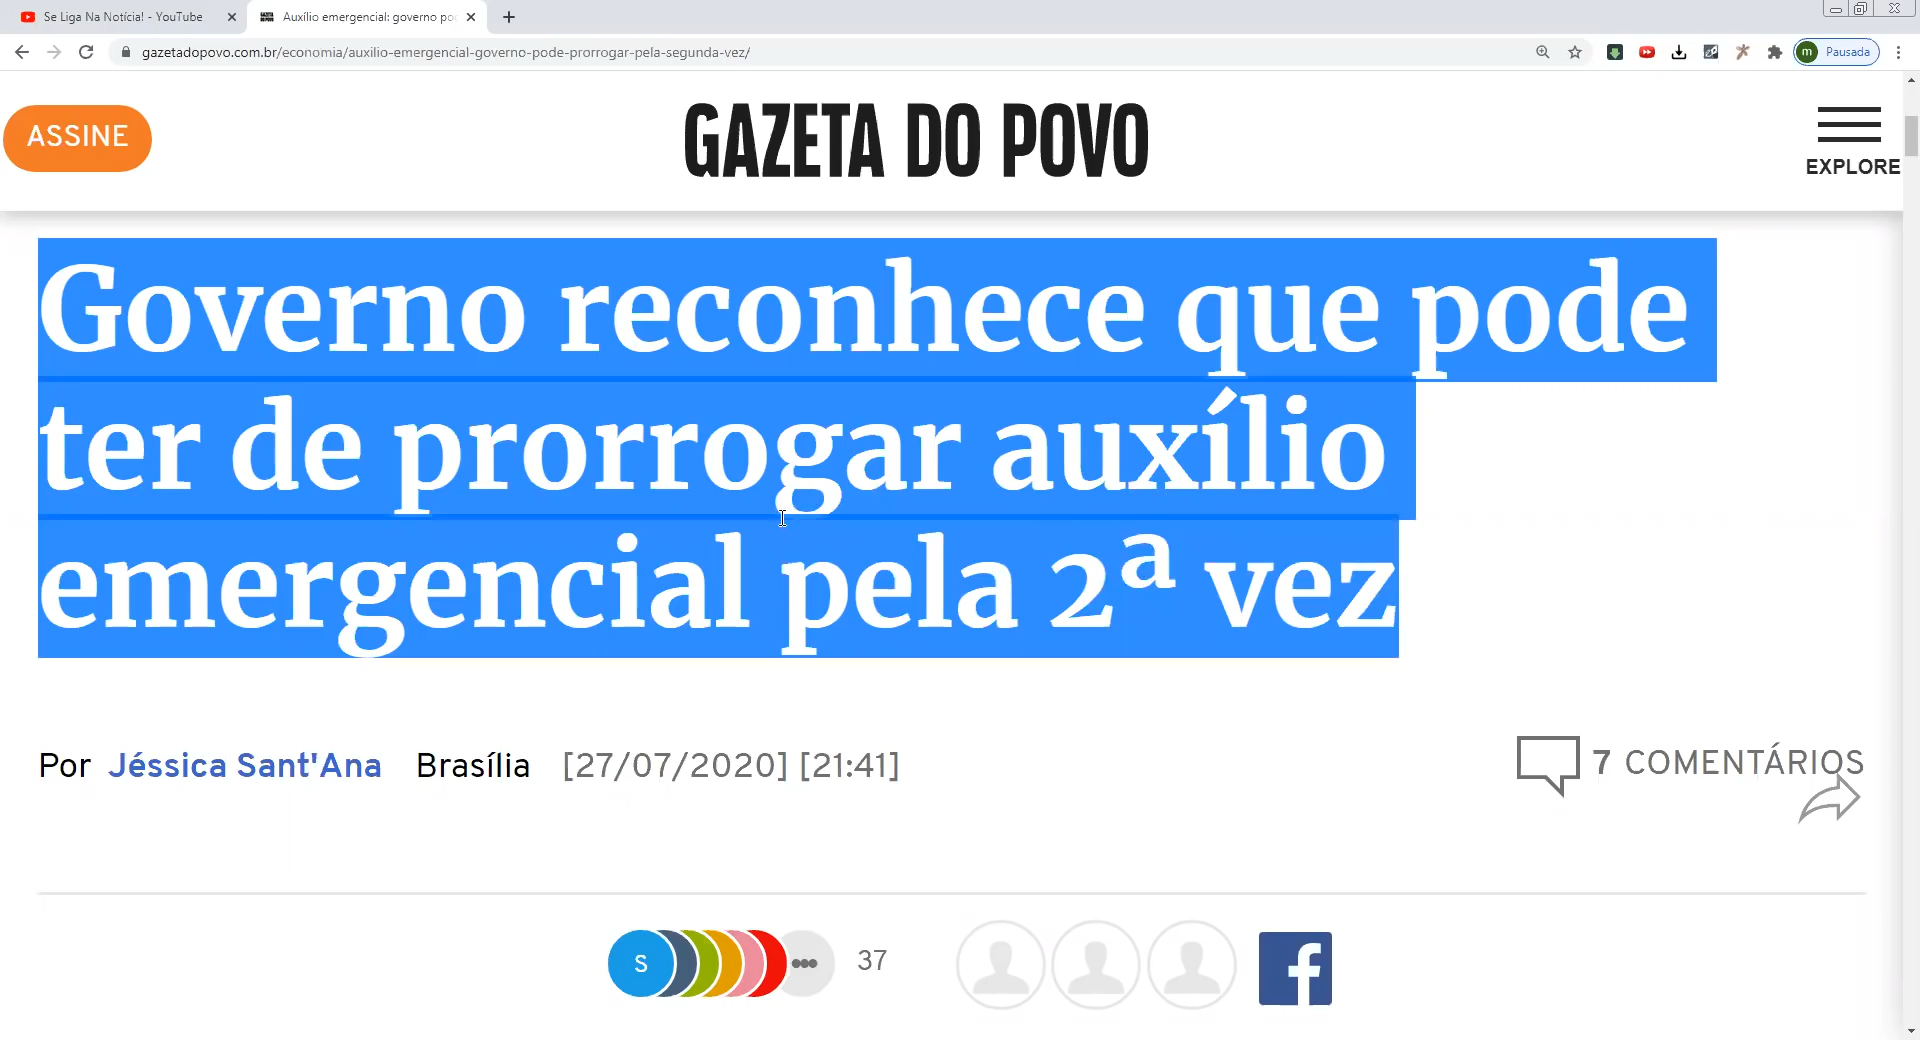 Se Liga Na Notícia! - YouTube
Auxílio emergencial: governo po
gazetadopovo.com.br/economia/auxilio-emergencial-governo-pode-prorrogar-pela-segunda-vez/
m Pausada
ASSINE
GAZETA DO POVO
EXPLORE
Governo reconhece que pode
ter de prorrogar auxílio
emergencial pela 2ª vez
Por Jéssica Sant'Ana Brasília [27/07/2020] [21:41]
7 COMENTÁRIOS
S
37